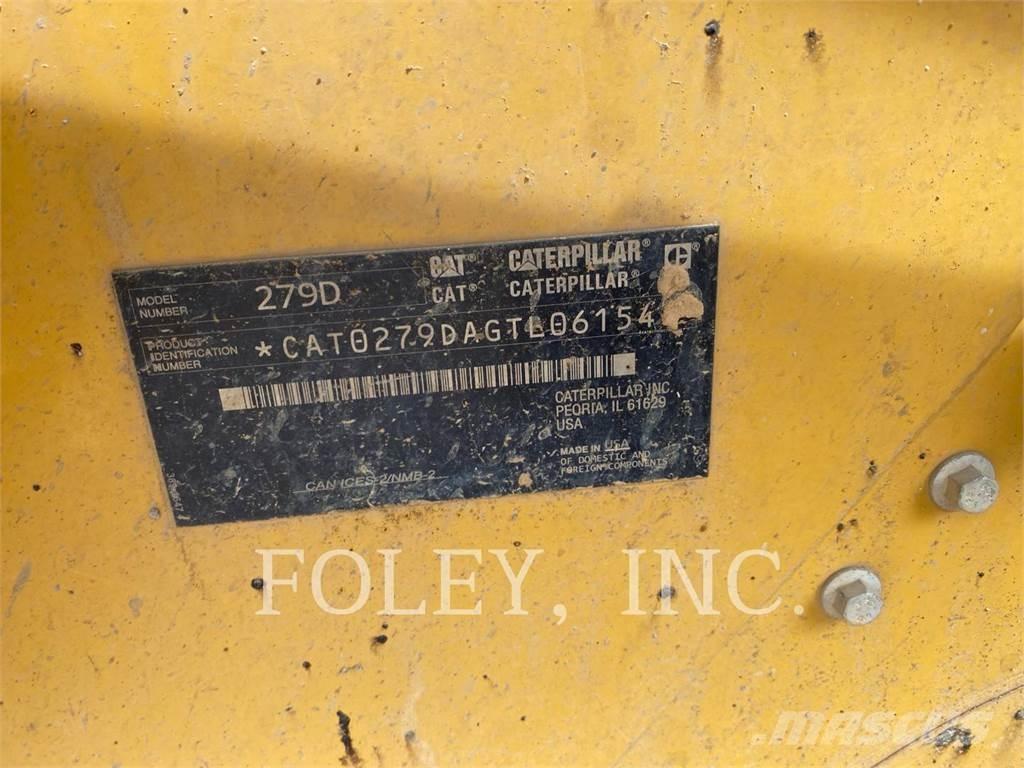 MODEL NUMBER 279D CAT® CATERPILLAR®
CAT® CATERPILLAR®
PRODUCT IDENTIFICATION NUMBER *CAT0279DAGTL06154
CATERPILLAR INC.
PEORIA, IL 61629
USA
MADE IN USA
OF DOMESTIC AND
FOREIGN COMPONENTS
CAN ICES-2/NMB-2
FOLEY, INC.
MASCUS